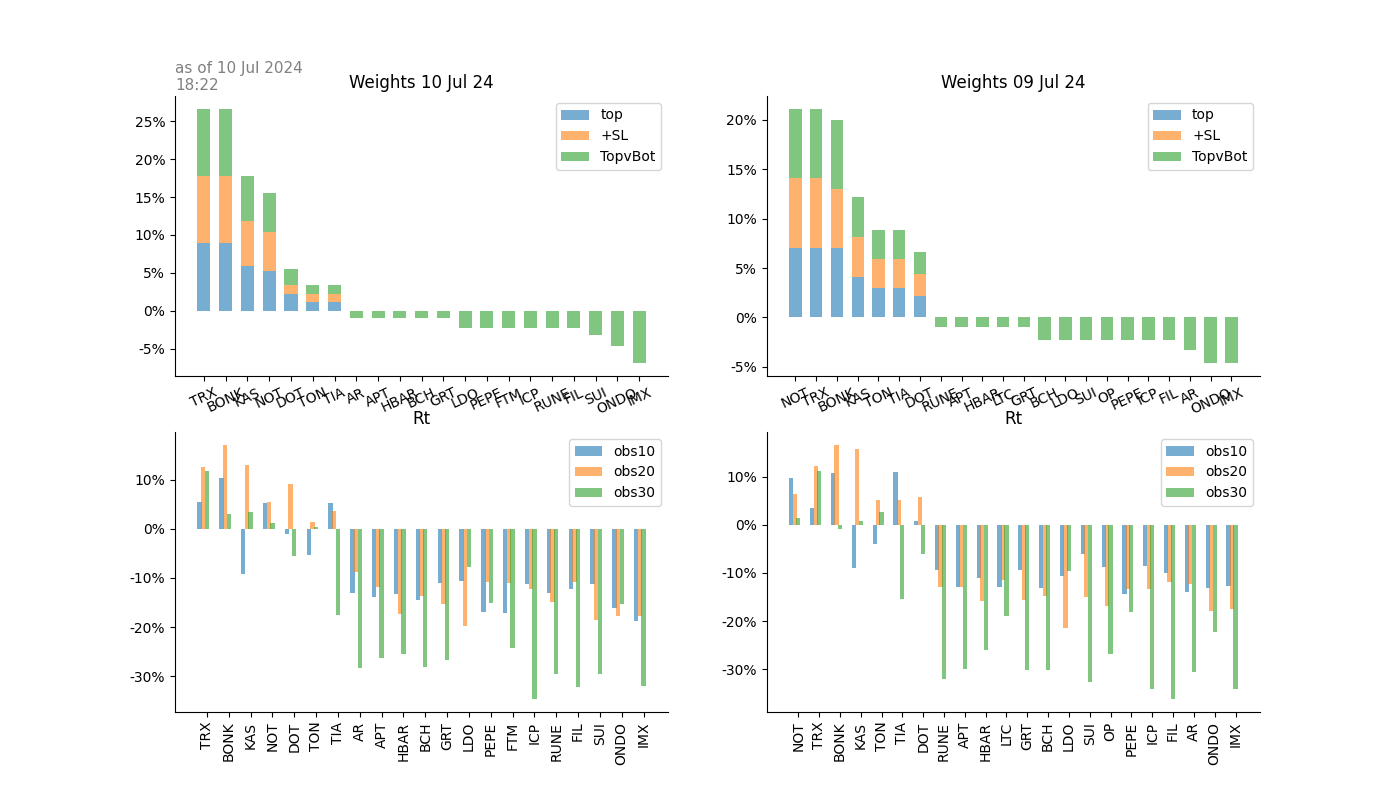 as of 10 Jul 2024
18:22
Weights 10 Jul 24
25%
20%
15%
10%
5%
0%
-5%
top
+SL
TopvBot
TRX BONK KAS NOT DOT TON TIA AR APT HBAR BCH GRT LDO PEPE FTM ICP RUNE FIL SUI ONDO IMX
Weights 09 Jul 24
20%
15%
10%
5%
0%
-5%
top
+SL
TopvBot
NOT TRX BONK KAS TON TIA DOT RUNE APT HBAR LTC GRT BCH LDO SUI OP PEPE ICP FIL AR ONDO IMX
Rt
10%
0%
-10%
-20%
-30%
obs10
obs20
obs30
TRX BONK KAS NOT DOT TON TIA AR APT HBAR BCH GRT LDO PEPE FTM ICP RUNE FIL SUI ONDO IMX
Rt
10%
0%
-10%
-20%
-30%
obs10
obs20
obs30
NOT TRX BONK KAS TON TIA DOT RUNE APT HBAR LTC GRT BCH LDO SUI OP PEPE ICP FIL AR ONDO IMX